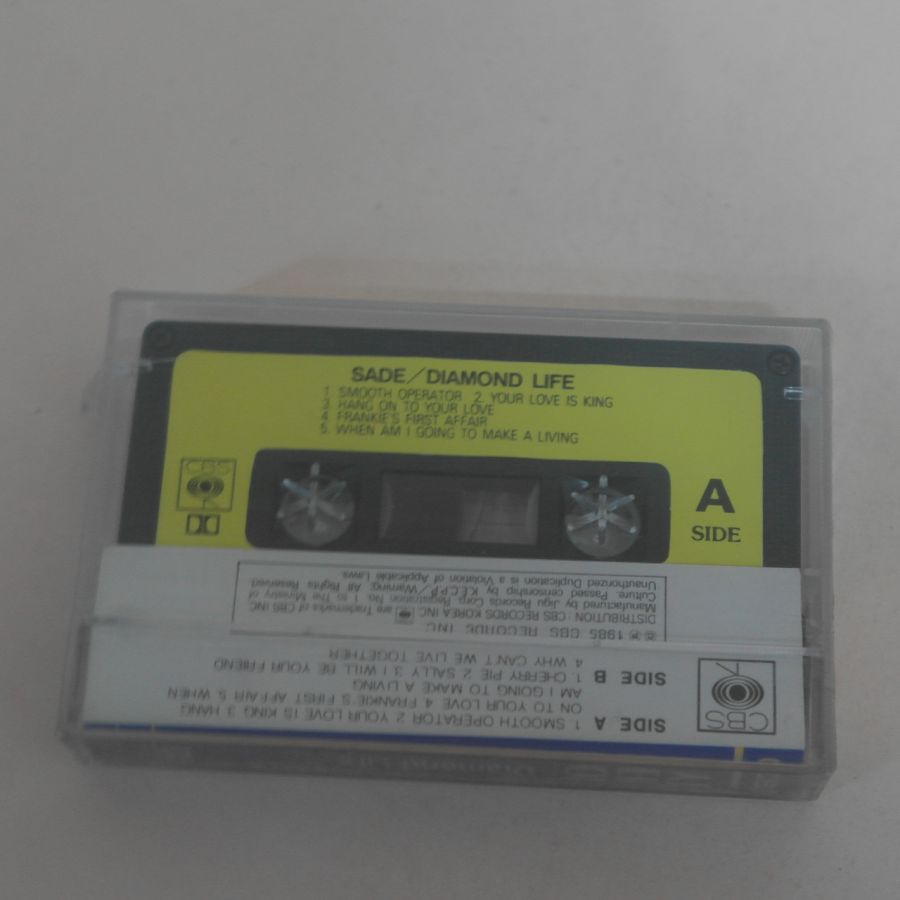 SADE/DIAMOND LIFE
1. SMOOTH OPERATOR 2. YOUR LOVE IS KING
3. HANG ON TO YOUR LOVE
4. FRANKIE'S FIRST AFFAIR
5. WHEN AM I GOING TO MAKE A LIVING
CBS
A
SIDE
CBS
SIDE A 1. SMOOTH OPERATOR 2. YOUR LOVE IS KING 3. HANG
ON TO YOUR LOVE 4. FRANKIE'S FIRST AFFAIR 5. WHEN
AM I GOING TO MAKE A LIVING
SIDE B 1. CHERRY PIE 2. SALLY 3. I WILL BE YOUR FRIEND
4. WHY CAN'T WE LIVE TOGETHER
℗© 1985 CBS RECORDS INC.
DISTRIBUTION : CBS RECORDS KOREA INC. are Trademarks of CBS INC.
Manufactured by Jigu Records Corp. Registration No. 1 to The Ministry of
Culture. Passed censorship by K.E.C.P.P/Warning: All Rights Reserved.
Unauthorized Duplication is a Violation of Applicable Laws.
Diamond Life